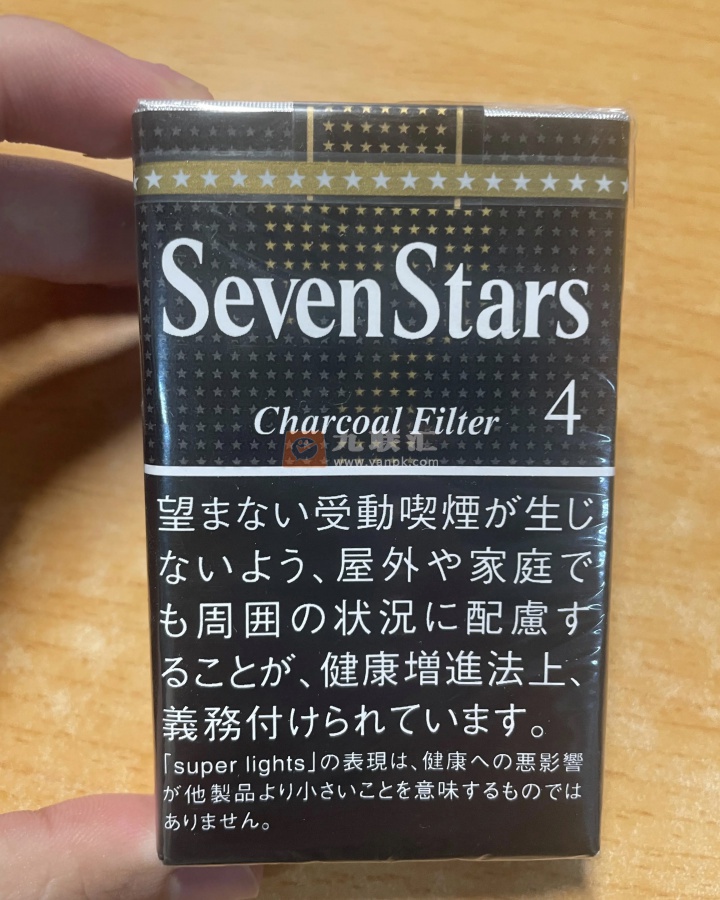 Seven Stars
Charcoal Filter 4
www.yanbk.com
望まない受動喫煙が生じ
ないよう、屋外や家庭で
も周囲の状況に配慮す
ることが、健康増進法上、
義務付けられています。
「super lights」の表現は、健康への悪影響
が他製品より小さいことを意味するものでは
ありません。